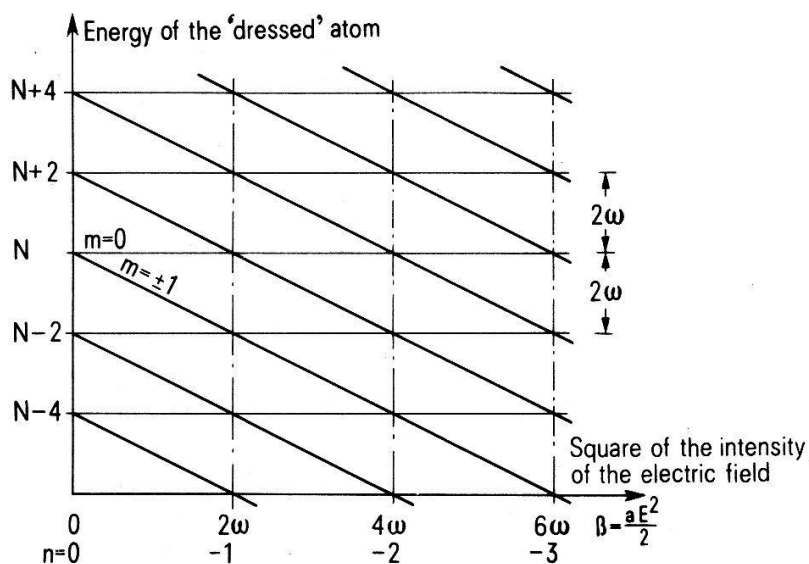 Energy of the 'dressed' atom
N+4
N+2
N
N−2
N−4
m=0
m=±1
2ω
2ω
Square of the intensity
of the electric field
0 2ω 4ω 6ω β=aE²/2
n=0 -1 -2 -3